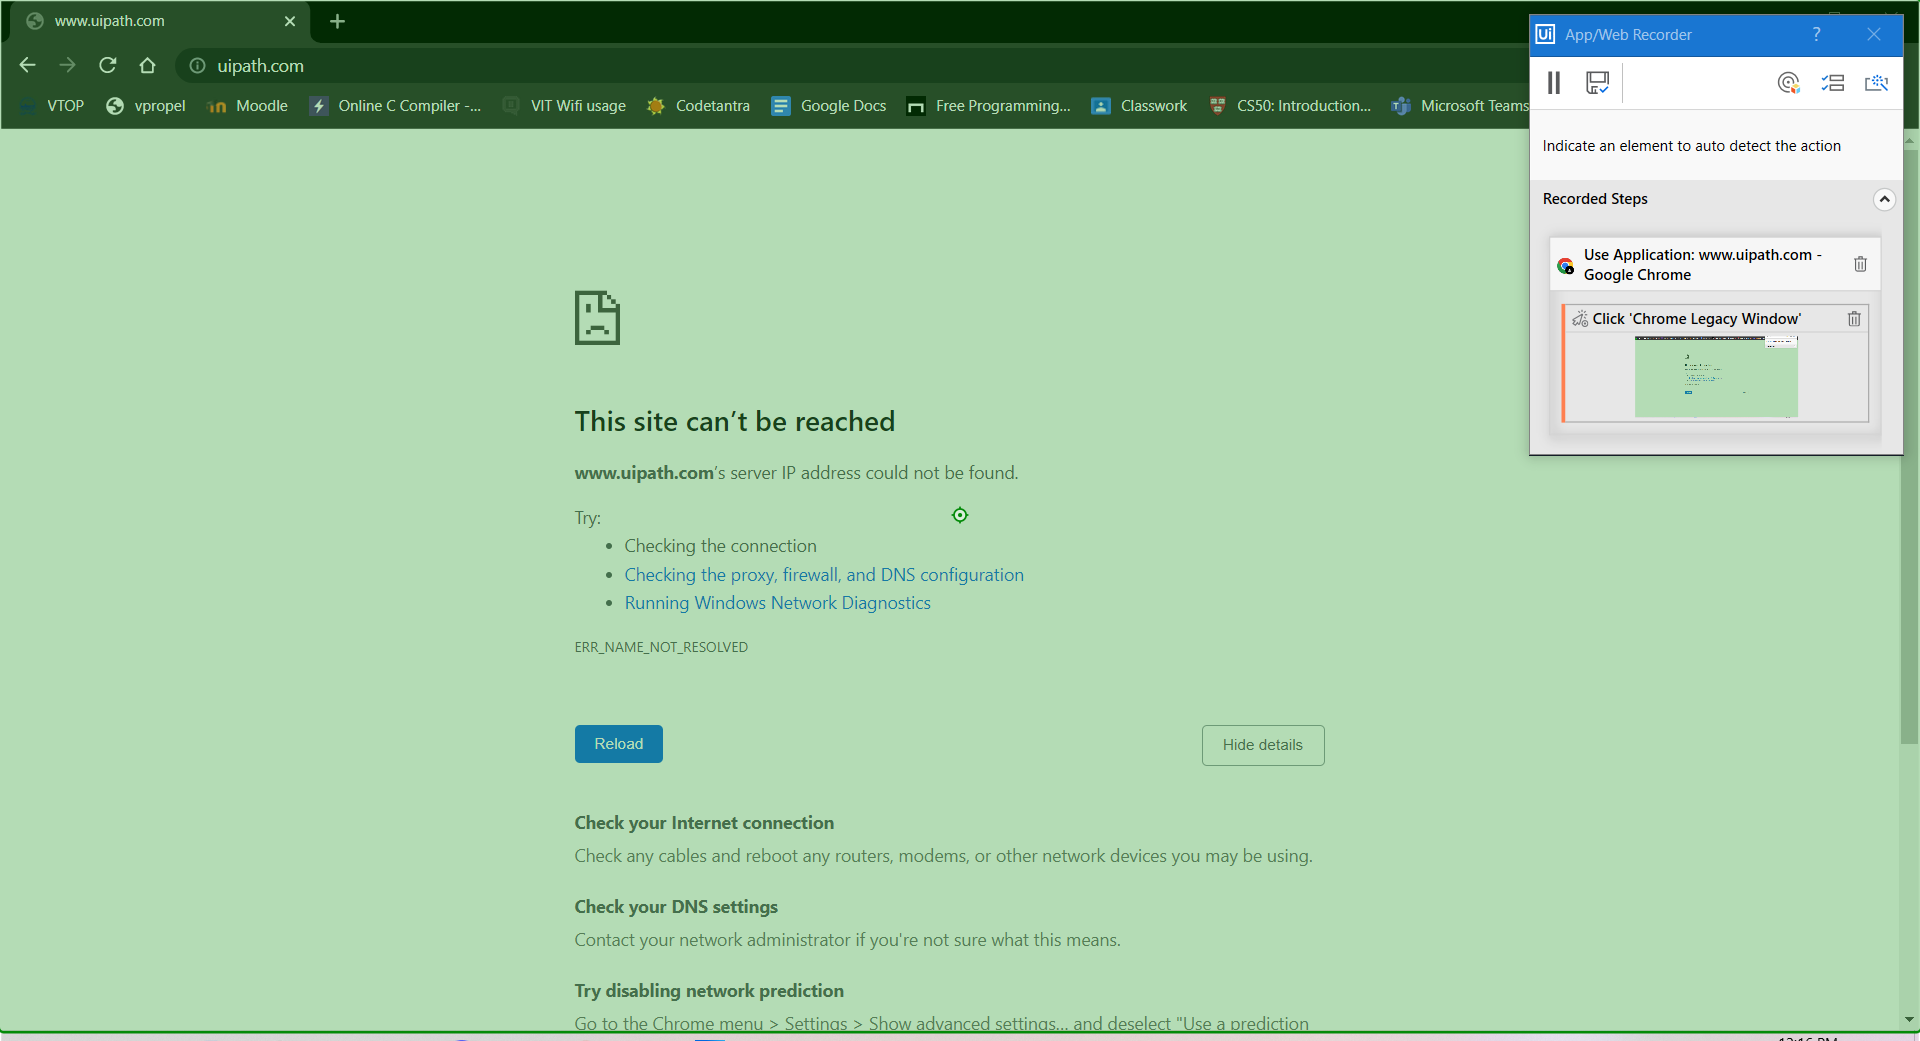 www.uipath.com
uipath.com
VTOP
vpropel
Moodle
Online C Compiler -...
VIT Wifi usage
Codetantra
Google Docs
Free Programming...
Classwork
CS50: Introduction...
Microsoft Teams
Ui App/Web Recorder ?
Indicate an element to auto detect the action
Recorded Steps
Use Application: www.uipath.com -
Google Chrome
Click 'Chrome Legacy Window'
This site can’t be reached
www.uipath.com’s server IP address could not be found.
Try:
• Checking the connection
• Checking the proxy, firewall, and DNS configuration
• Running Windows Network Diagnostics
ERR_NAME_NOT_RESOLVED
Reload
Hide details
Check your Internet connection
Check any cables and reboot any routers, modems, or other network devices you may be using.
Check your DNS settings
Contact your network administrator if you're not sure what this means.
Try disabling network prediction
Go to the Chrome menu > Settings > Show advanced settings... and deselect "Use a prediction
12:16 PM